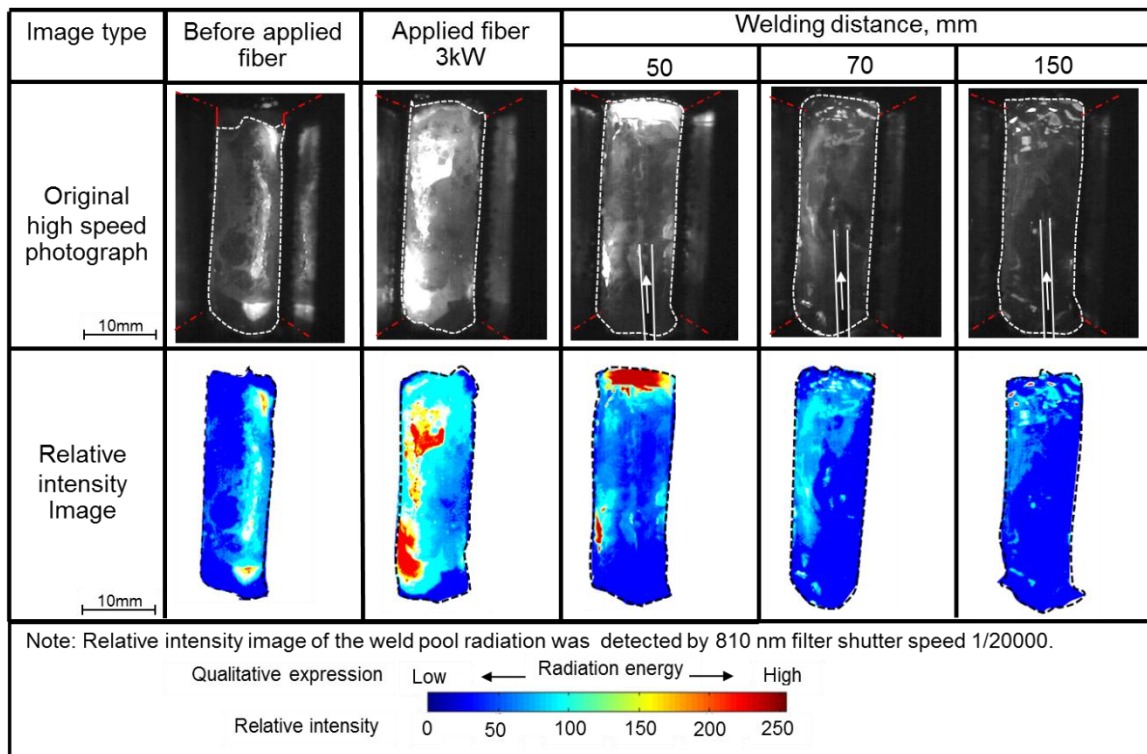 Image type
Before applied
fiber
Applied fiber
3kW
Welding distance, mm
50
70
150
Original
high speed
photograph
10mm
Relative
intensity
Image
10mm
Note: Relative intensity image of the weld pool radiation was detected by 810 nm filter shutter speed 1/20000.
Qualitative expression Low Radiation energy High
Relative intensity 0 50 100 150 200 250